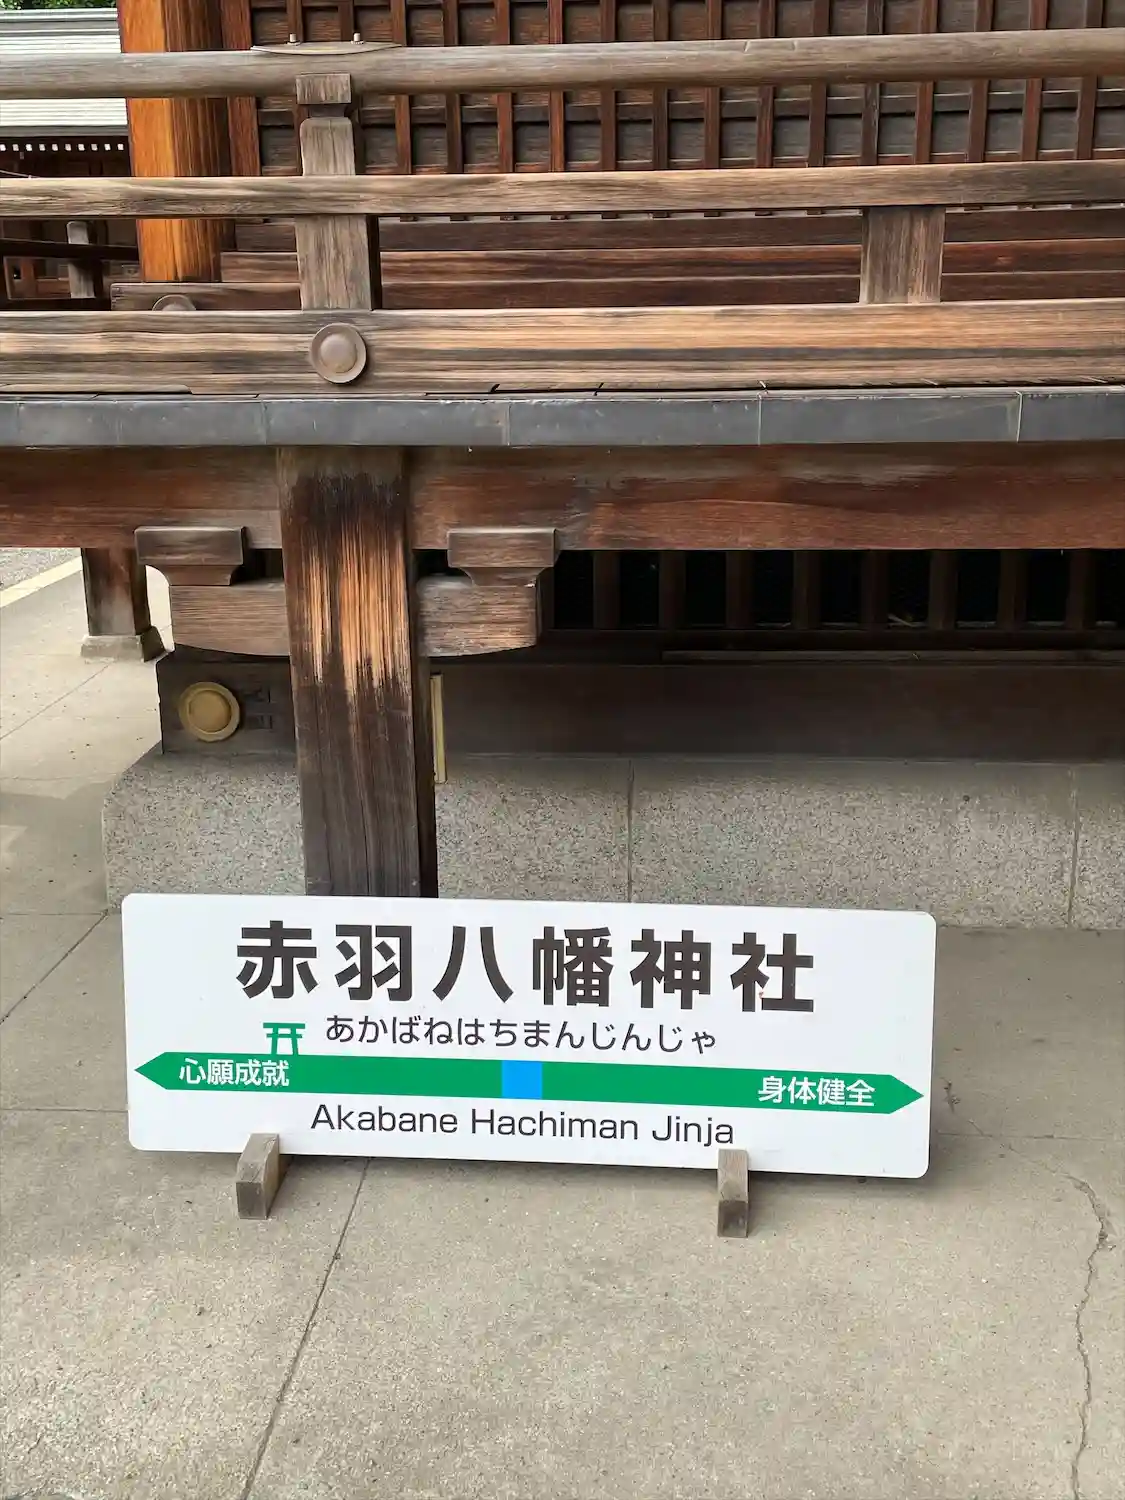 赤羽八幡神社
あかばねはちまんじんじゃ
心願成就
身体健全
Akabane Hachiman Jinja